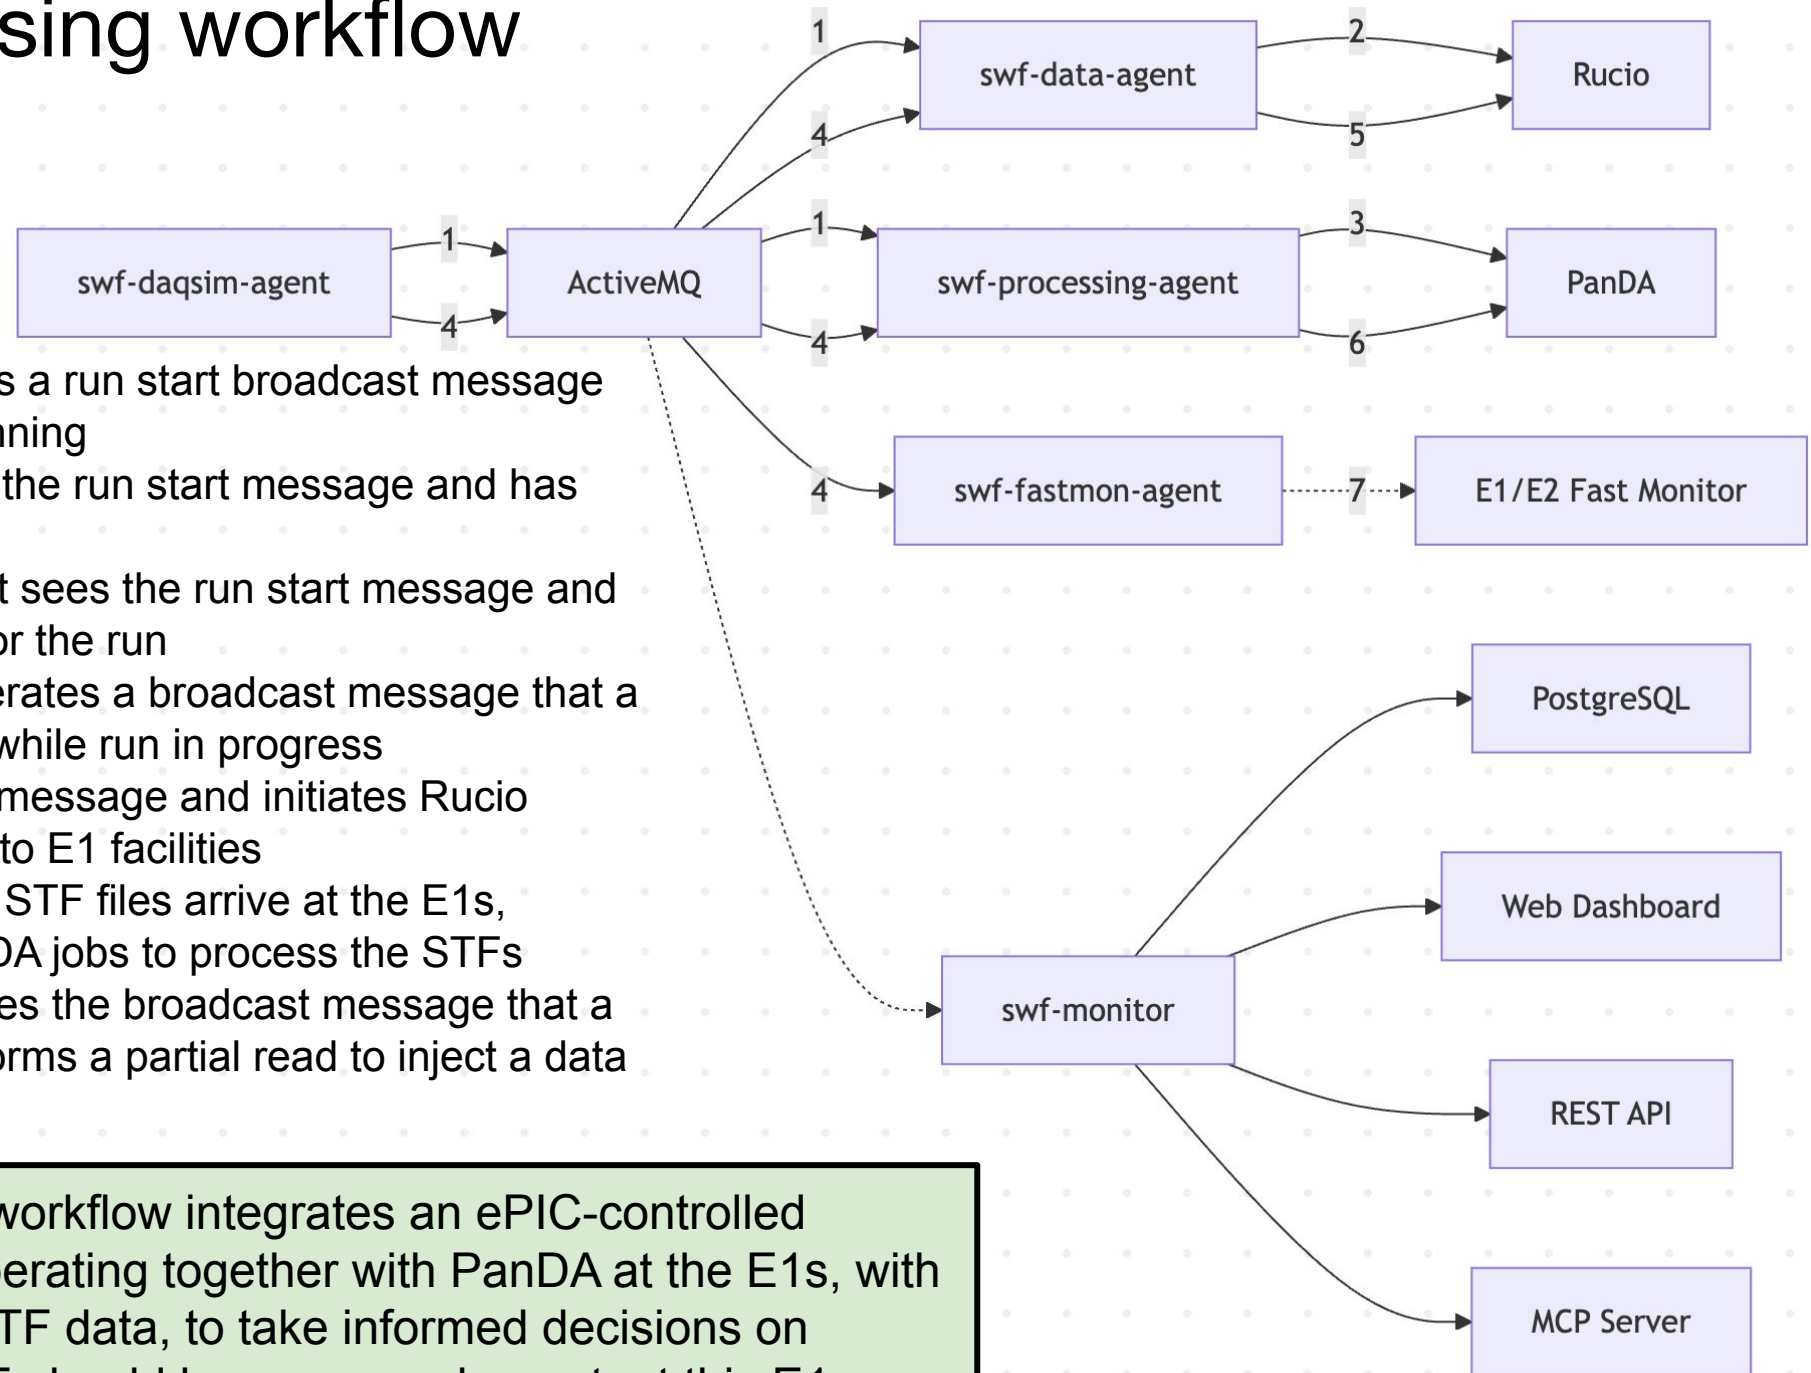 sing workflow
1
swf-data-agent
2
Rucio
4
5
swf-daqsim-agent
1
4
ActiveMQ
1
4
swf-processing-agent
3
6
PanDA
4
swf-fastmon-agent
7
E1/E2 Fast Monitor
s a run start broadcast message
nning
the run start message and has
t sees the run start message and
or the run
erates a broadcast message that a
while run in progress
message and initiates Rucio
to E1 facilities
STF files arrive at the E1s,
DA jobs to process the STFs
es the broadcast message that a
orms a partial read to inject a data
PostgreSQL
Web Dashboard
swf-monitor
REST API
MCP Server
workflow integrates an ePIC-controlled
perating together with PanDA at the E1s, with
TF data, to take informed decisions on